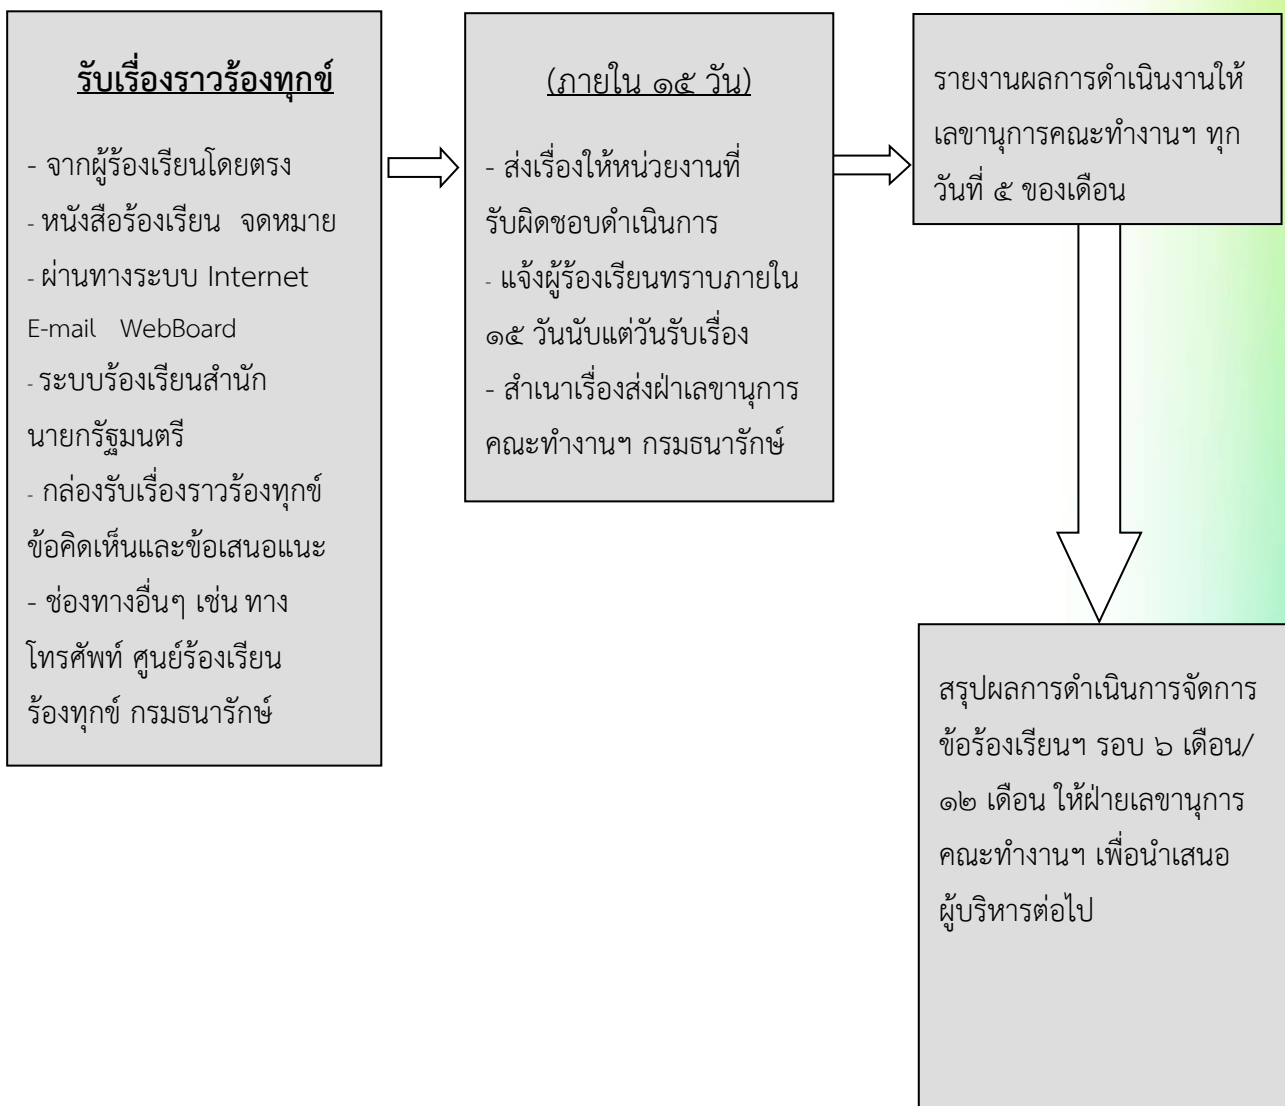 รับเรื่องราวร้องทุกข์
- จากผู้ร้องเรียนโดยตรง
- หนังสือร้องเรียน จดหมาย
- ผ่านทางระบบ Internet
E-mail WebBoard
- ระบบร้องเรียนสำนัก
นายกรัฐมนตรี
- กล่องรับเรื่องราวร้องทุกข์
ข้อคิดเห็นและข้อเสนอแนะ
- ช่องทางอื่นๆ เช่น ทาง
โทรศัพท์ ศูนย์ร้องเรียน
ร้องทุกข์ กรมธนารักษ์
(ภายใน ๑๕ วัน)
- ส่งเรื่องให้หน่วยงานที่
รับผิดชอบดำเนินการ
- แจ้งผู้ร้องเรียนทราบภายใน
๑๕ วันนับแต่วันรับเรื่อง
- สำเนาเรื่องส่งฝ่าเลขานุการ
คณะทำงานฯ กรมธนารักษ์
รายงานผลการดำเนินงานให้
เลขานุการคณะทำงานฯ ทุก
วันที่ ๕ ของเดือน
สรุปผลการดำเนินการจัดการ
ข้อร้องเรียนฯ รอบ ๖ เดือน/
๑๒ เดือน ให้ฝ่ายเลขานุการ
คณะทำงานฯ เพื่อนำเสนอ
ผู้บริหารต่อไป